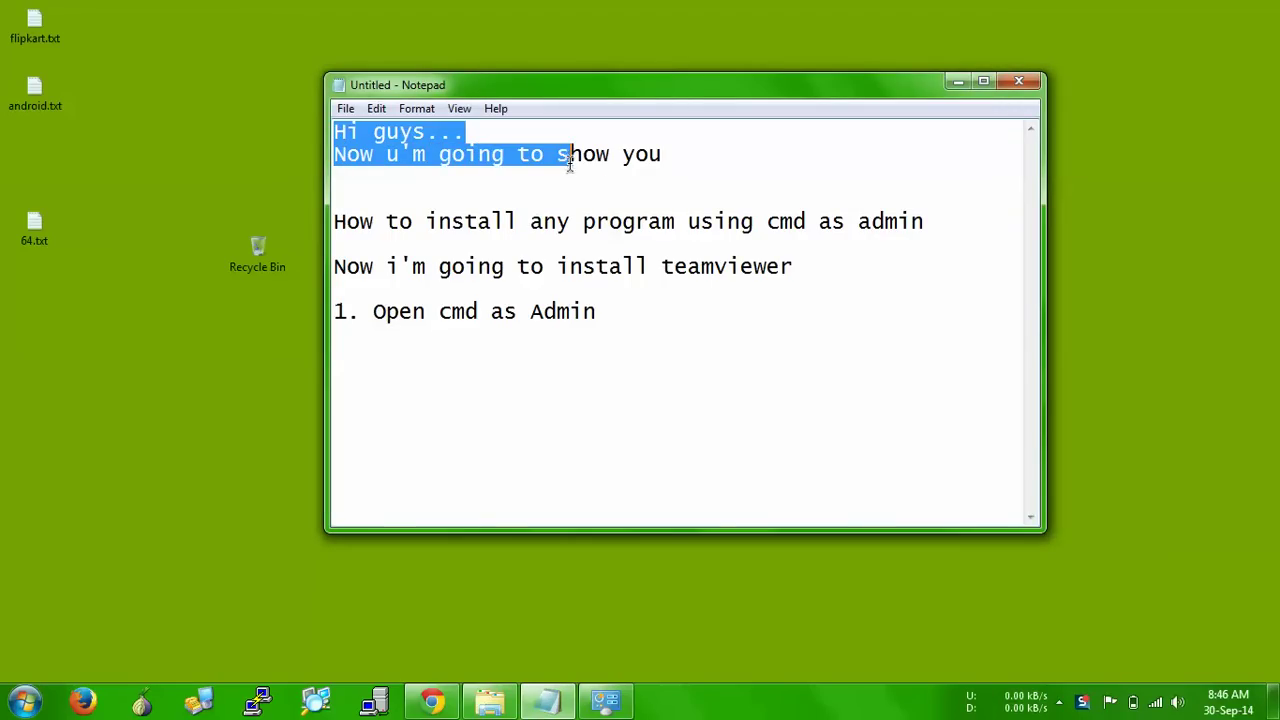 flipkart.txt
android.txt
64.txt
Recycle Bin
Untitled - Notepad
File Edit Format View Help
Hi guys...
Now u'm going to show you
How to install any program using cmd as admin
Now i'm going to install teamviewer
1. Open cmd as Admin
U: 0.00 kB/s
D: 0.00 kB/s
8:46 AM
30-Sep-14